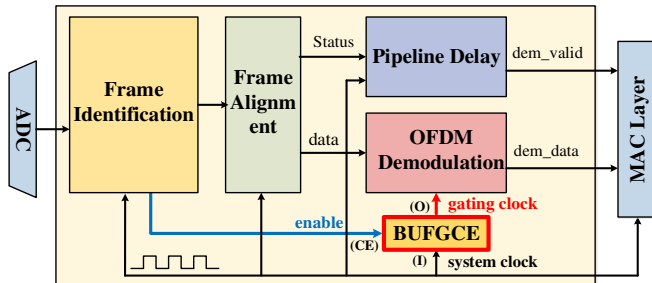 ADC
Frame
Identification
Frame
Alignm
ent
Status
data
Pipeline Delay
OFDM
Demodulation
dem_valid
dem_data
MAC Layer
enable
(CE)
(O)
gating clock
BUFGCE
(I)
system clock